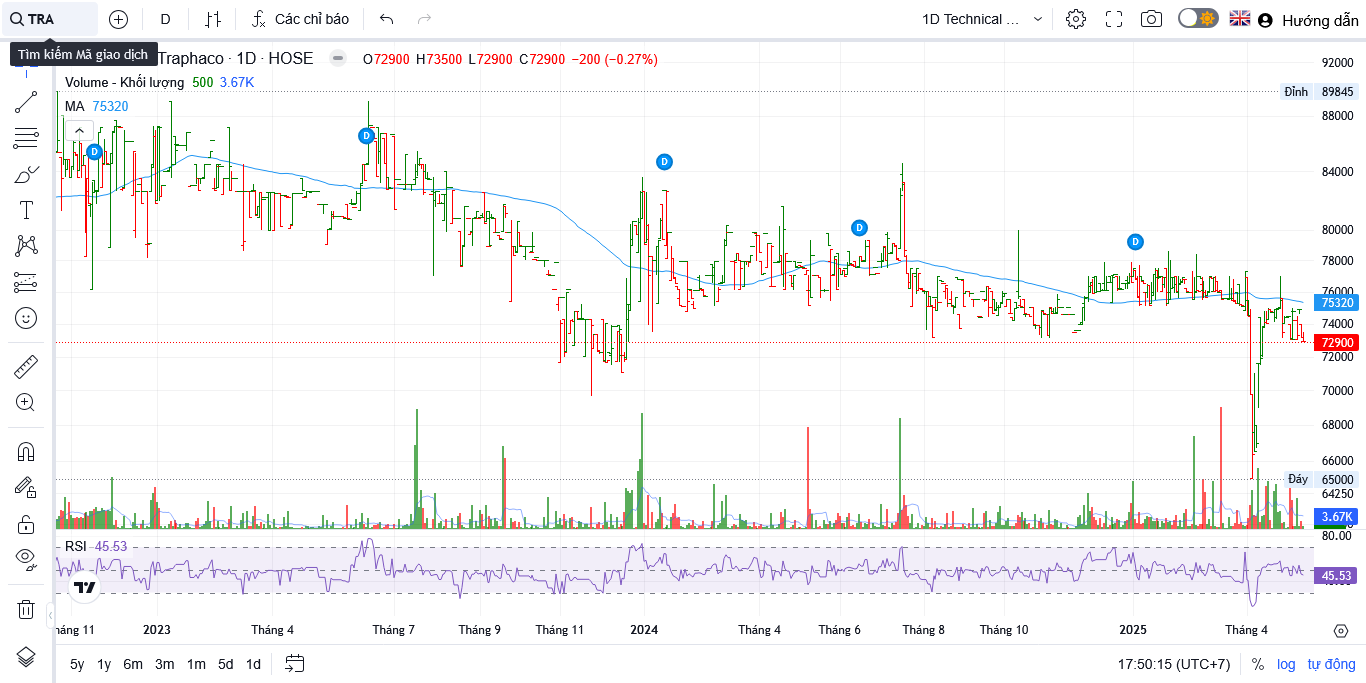 TRA
D
Các chỉ báo
1D Technical ...
Hướng dẫn
Tìm kiếm Mã giao dịch
Traphaco · 1D · HOSE
O72900 H73500 L72900 C72900 −200 (−0.27%)
Volume - Khối lượng 500 3.67K
MA 75320
92000
Đỉnh 89845
88000
84000
80000
78000
76000
75320
74000
72900
72000
70000
68000
66000
Đáy 65000
64250
3.67K
D
D
D
D
D
RSI 45.53
80.00
45.53
háng 11 2023 Tháng 4 Tháng 7 Tháng 9 Tháng 11 2024 Tháng 4 Tháng 6 Tháng 8 Tháng 10 2025 Tháng 4
5y 1y 6m 3m 1m 5d 1d
17:50:15 (UTC+7) % log tự động